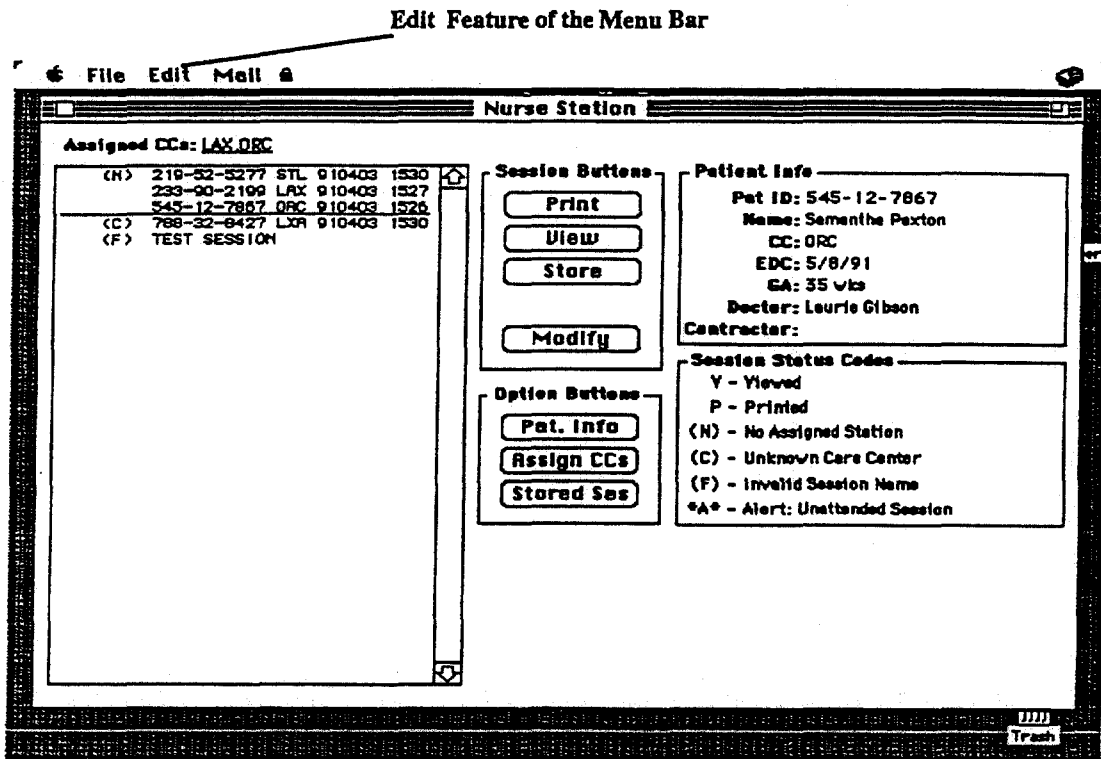 Edit Feature of the Menu Bar
File Edit Mail
Nurse Station
Assigned CCs: LAX,ORC
(N) 219-52-5277 STL 910403 1530
233-90-2199 LAX 910403 1527
545-12-7867 ORC 910403 1526
(C) 788-32-8427 LXA 910403 1530
(F) TEST SESSION
Session Buttons
Print
View
Store
Modify
Option Buttons
Pat. Info
Assign CCs
Stored Ses
Patient Info
Pat ID: 545-12-7867
Name: Samantha Paxton
CC: ORC
EDC: 5/8/91
GA: 35 wks
Doctor: Laurie Gibson
Contractor:
Session Status Codes
Y - Viewed
P - Printed
(N) - No Assigned Station
(C) - Unknown Care Center
(F) - Invalid Session Name
*A* - Alert: Unattended Session
Trash